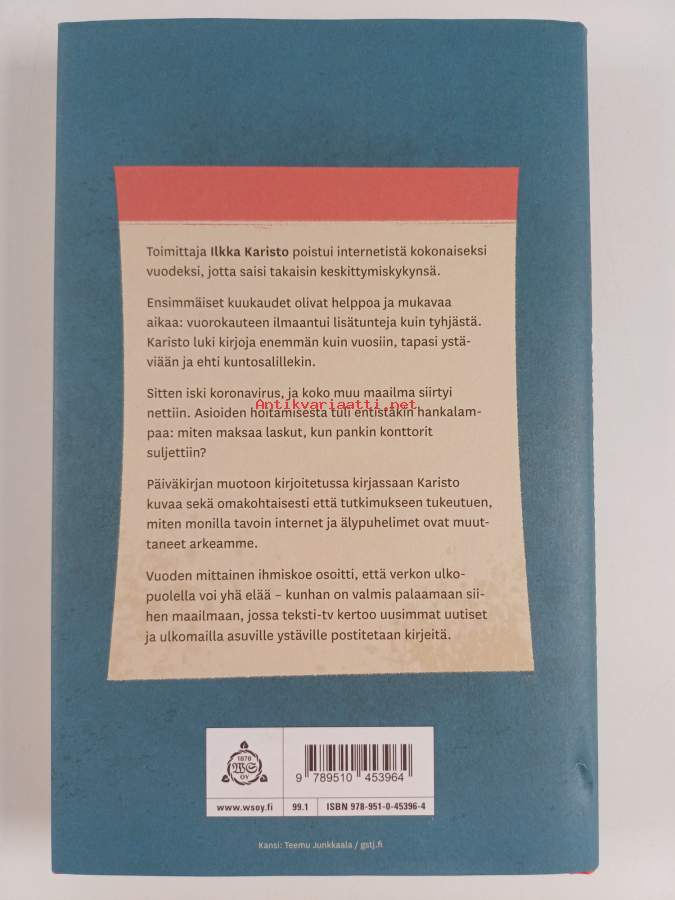 Toimittaja Ilkka Karisto poistui internetistä kokonaiseksi
vuodeksi, jotta saisi takaisin keskittymiskykynsä.
Ensimmäiset kuukaudet olivat helppoa ja mukavaa
aikaa: vuorokauteen ilmaantui lisätunteja kuin tyhjästä.
Karisto luki kirjoja enemmän kuin vuosiin, tapasi ystä-
viään ja ehti kuntosalillekin.
Sitten iski koronavirus, ja koko muu maailma siirtyi
Antikvariaatti.net
nettiin. Asioiden hoitamisesta tuli entistäkin hankalam-
paa: miten maksaa laskut, kun pankin konttorit
suljettiin?
Päiväkirjan muotoon kirjoitetussa kirjassaan Karisto
kuvaa sekä omakohtaisesti että tutkimukseen tukeutuen,
miten monilla tavoin internet ja älypuhelimet ovat muut-
taneet arkeamme.
Vuoden mittainen ihmiskoe osoitti, että verkon ulko-
puolella voi yhä elää – kunhan on valmis palaamaan sii-
hen maailmaan, jossa teksti-tv kertoo uusimmat uutiset
ja ulkomailla asuville ystäville postitetaan kirjeitä.
1878
WS
OY
9 789510 453964
www.wsoy.fi 99.1 ISBN 978-951-0-45396-4
Kansi: Teemu Junkkaala / gstj.fi